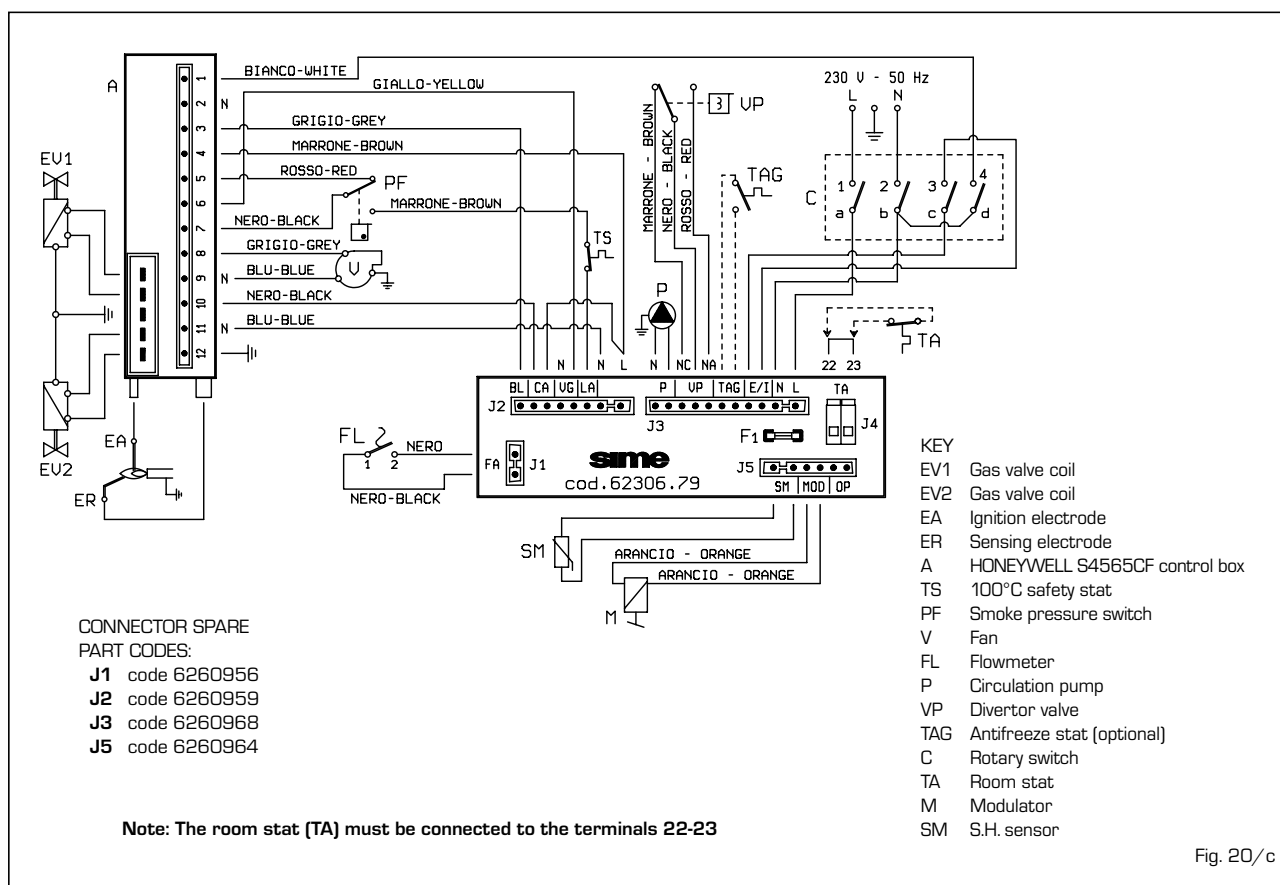 A
1
2
3
4
5
6
7
8
9
10
11
12
BIANCO-WHITE
N
GIALLO-YELLOW
GRIGIO-GREY
MARRONE-BROWN
ROSSO-RED
PF
MARRONE-BROWN
NERO-BLACK
GRIGIO-GREY
V
TS
N
BLU-BLUE
NERO-BLACK
N
BLU-BLUE
EV1
EV2
EA
ER
MARRONE - BROWN
NERO - BLACK
ROSSO - RED
VP
TAG
P
230 V - 50 Hz
L N
C
1 2 3 4
a b c d
TA
22 23
N N L N NC NA
BL CA VG LA
J2
P VP TAG E/I N L
J3
TA
J4
F1
FL
1 2
NERO
NERO-BLACK
FA
J1
sime
cod.62306.79
J5
SM MOD OP
SM
ARANCIO - ORANGE
ARANCIO - ORANGE
M
KEY
EV1 Gas valve coil
EV2 Gas valve coil
EA Ignition electrode
ER Sensing electrode
A HONEYWELL S4565CF control box
TS 100°C safety stat
PF Smoke pressure switch
V Fan
FL Flowmeter
P Circulation pump
VP Divertor valve
TAG Antifreeze stat (optional)
C Rotary switch
TA Room stat
M Modulator
SM S.H. sensor
CONNECTOR SPARE
PART CODES:
J1 code 6260956
J2 code 6260959
J3 code 6260968
J5 code 6260964
Note: The room stat (TA) must be connected to the terminals 22-23
Fig. 20/c